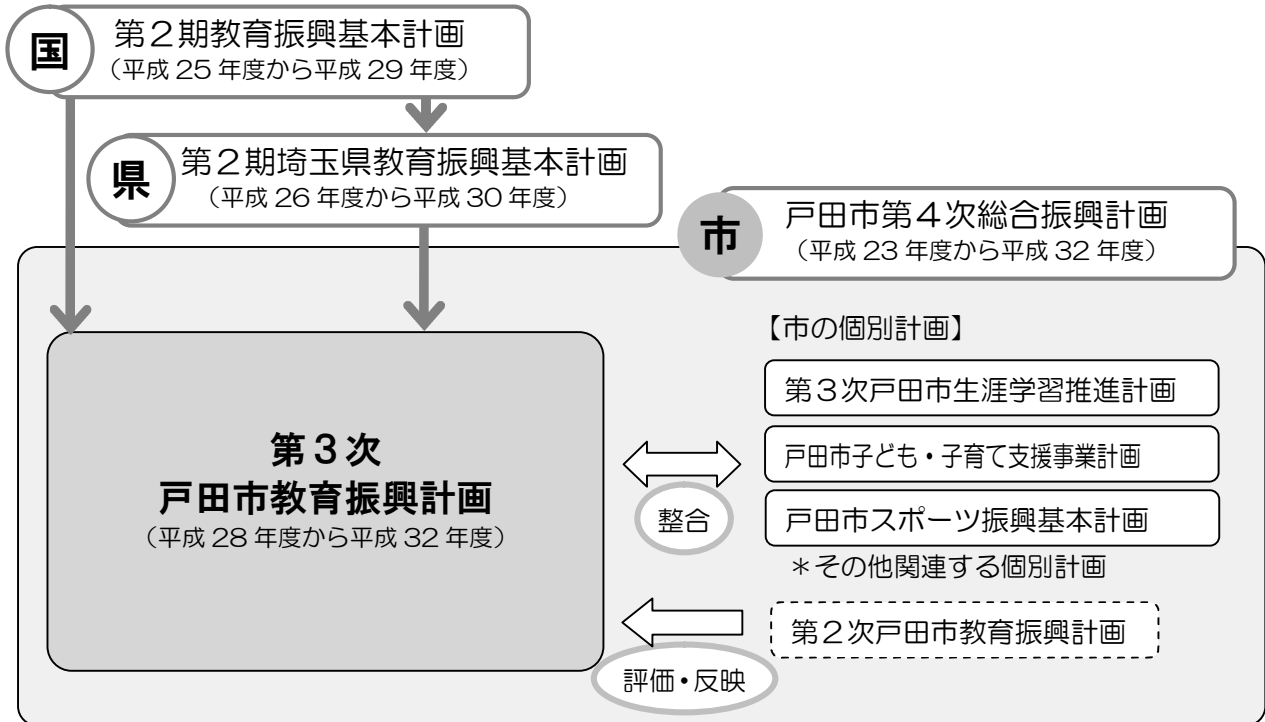 国
第２期教育振興基本計画
（平成 25 年度から平成 29 年度）
県
第２期埼玉県教育振興基本計画
（平成 26 年度から平成 30 年度）
市
戸田市第４次総合振興計画
（平成 23 年度から平成 32 年度）
第３次
戸田市教育振興計画
（平成 28 年度から平成 32 年度）
整合
評価・反映
【市の個別計画】
第３次戸田市生涯学習推進計画
戸田市子ども・子育て支援事業計画
戸田市スポーツ振興基本計画
＊その他関連する個別計画
第２次戸田市教育振興計画